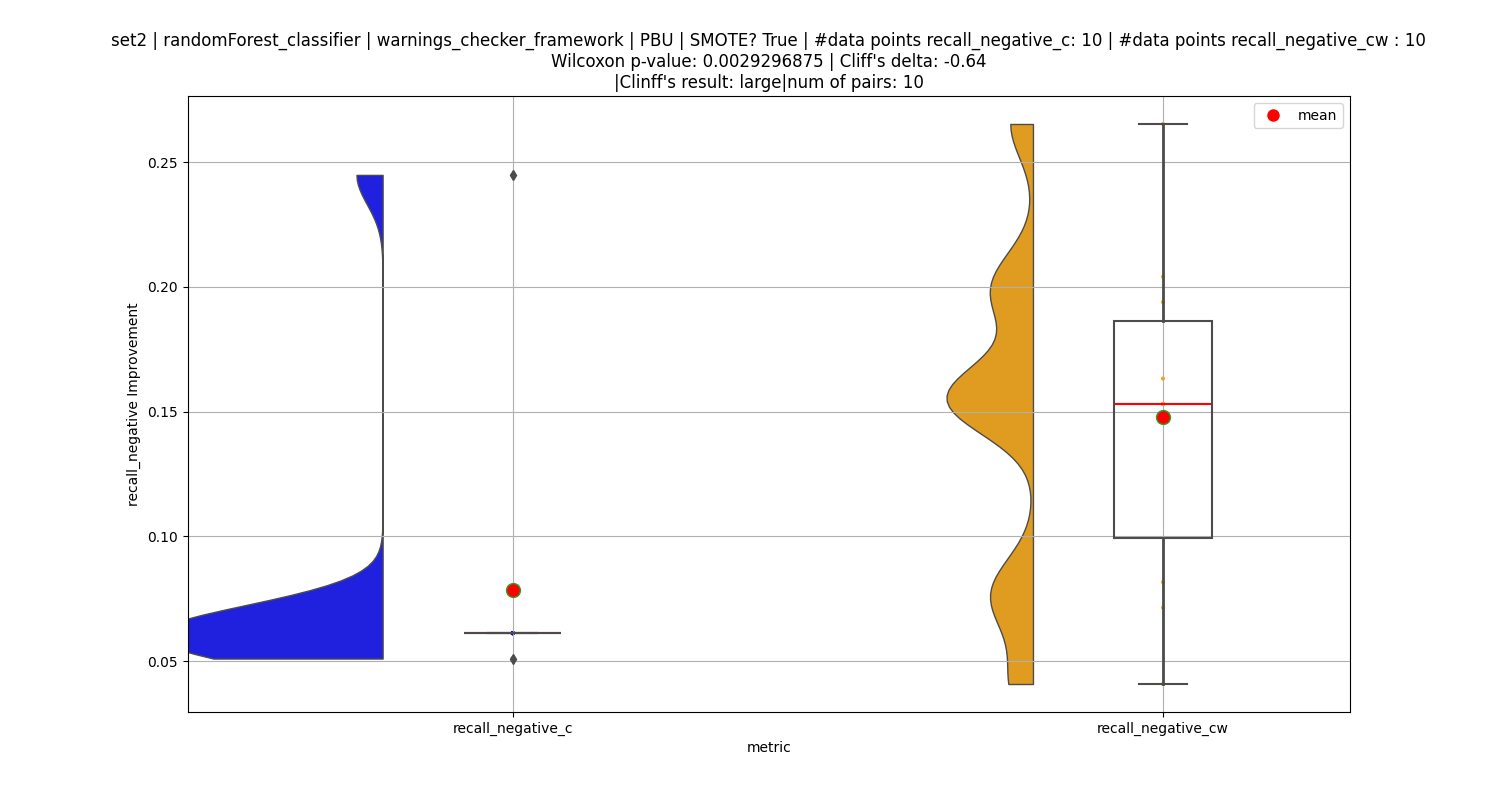 set2 | randomForest_classifier | warnings_checker_framework | PBU | SMOTE? True | #data points recall_negative_c: 10 | #data points recall_negative_cw : 10
Wilcoxon p-value: 0.0029296875 | Cliff's delta: -0.64
|Clinff's result: large|num of pairs: 10
mean
0.25
0.20
0.15
0.10
0.05
recall_negative Improvement
recall_negative_c
recall_negative_cw
metric